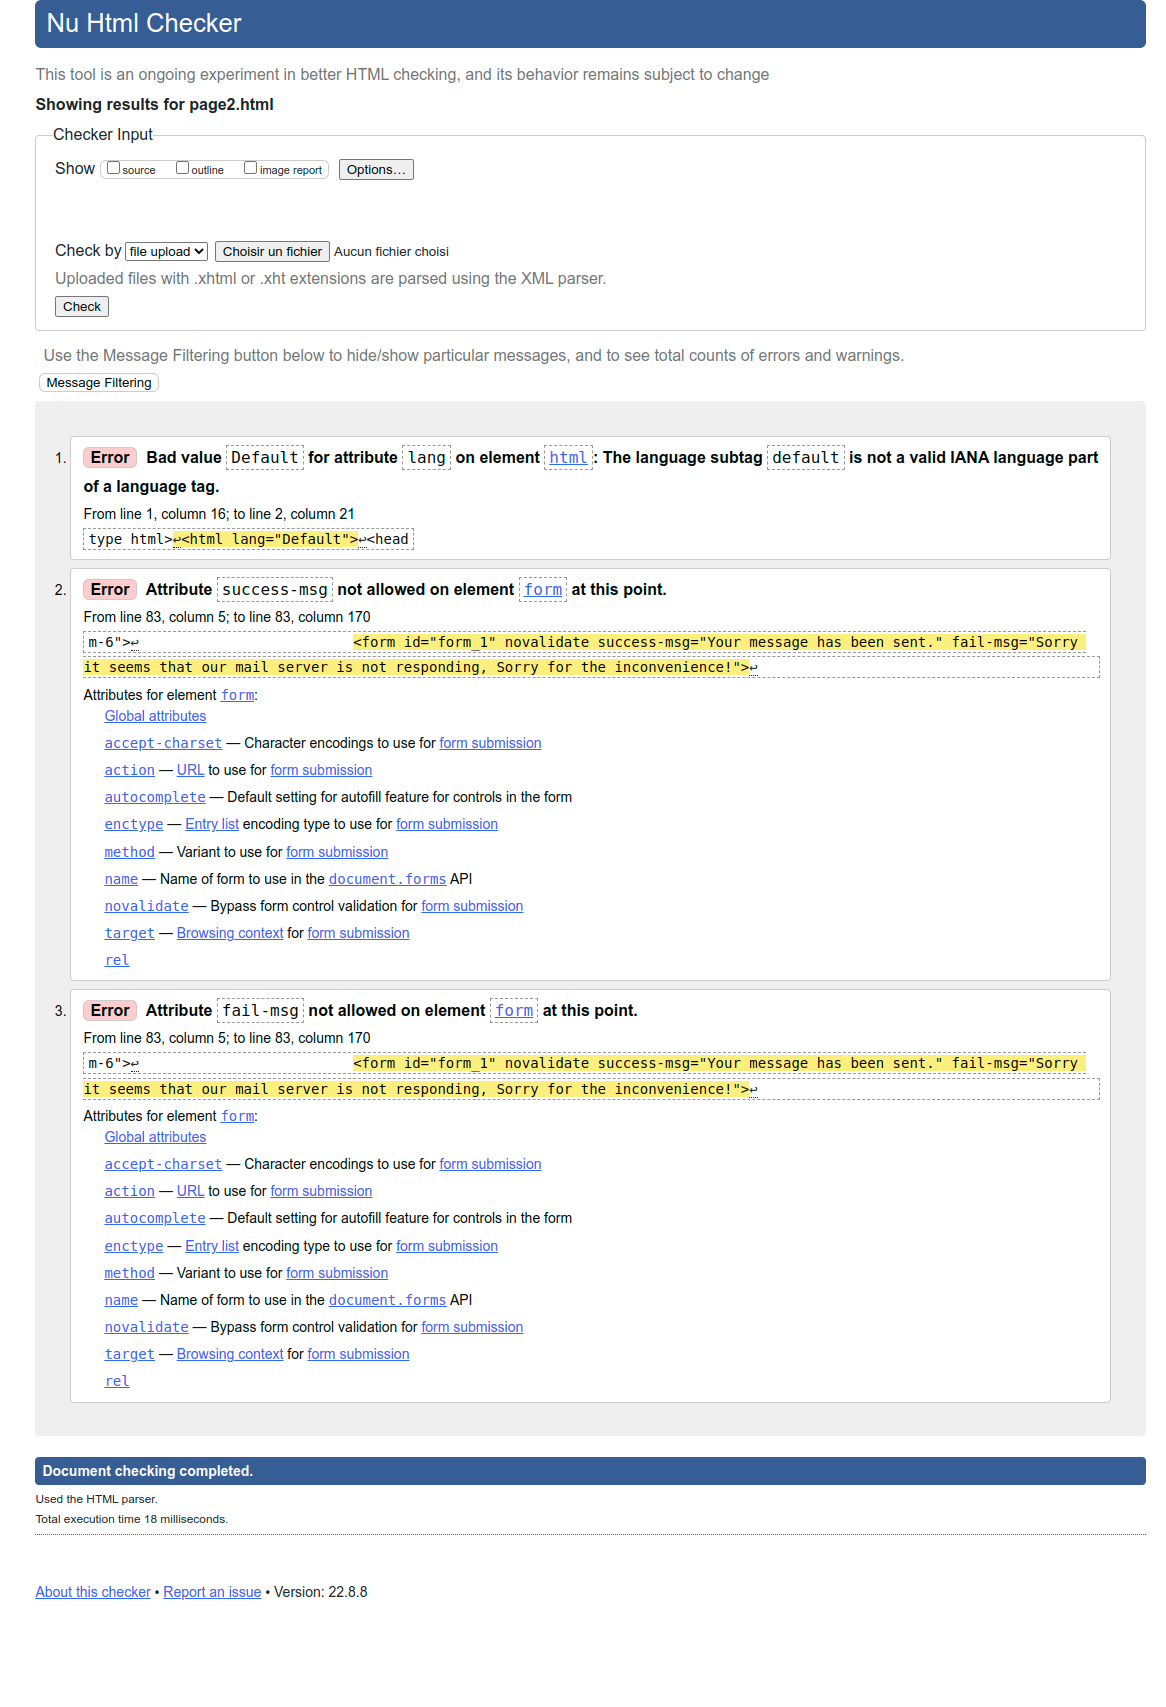 Nu Html Checker
This tool is an ongoing experiment in better HTML checking, and its behavior remains subject to change
Showing results for page2.html
Checker Input
Show source outline image report Options…
Check by file upload Choisir un fichier Aucun fichier choisi
Uploaded files with .xhtml or .xht extensions are parsed using the XML parser.
Check
Use the Message Filtering button below to hide/show particular messages, and to see total counts of errors and warnings.
Message Filtering
1. Error Bad value Default for attribute lang on element html: The language subtag default is not a valid IANA language part
of a language tag.
From line 1, column 16; to line 2, column 21
type html>↩<html lang="Default">↩<head
2. Error Attribute success-msg not allowed on element form at this point.
From line 83, column 5; to line 83, column 170
m-6">↩ <form id="form_1" novalidate success-msg="Your message has been sent." fail-msg="Sorry
it seems that our mail server is not responding, Sorry for the inconvenience!">↩
Attributes for element form:
Global attributes
accept-charset — Character encodings to use for form submission
action — URL to use for form submission
autocomplete — Default setting for autofill feature for controls in the form
enctype — Entry list encoding type to use for form submission
method — Variant to use for form submission
name — Name of form to use in the document.forms API
novalidate — Bypass form control validation for form submission
target — Browsing context for form submission
rel
3. Error Attribute fail-msg not allowed on element form at this point.
From line 83, column 5; to line 83, column 170
m-6">↩ <form id="form_1" novalidate success-msg="Your message has been sent." fail-msg="Sorry
it seems that our mail server is not responding, Sorry for the inconvenience!">↩
Attributes for element form:
Global attributes
accept-charset — Character encodings to use for form submission
action — URL to use for form submission
autocomplete — Default setting for autofill feature for controls in the form
enctype — Entry list encoding type to use for form submission
method — Variant to use for form submission
name — Name of form to use in the document.forms API
novalidate — Bypass form control validation for form submission
target — Browsing context for form submission
rel
Document checking completed.
Used the HTML parser.
Total execution time 18 milliseconds.
About this checker • Report an issue • Version: 22.8.8